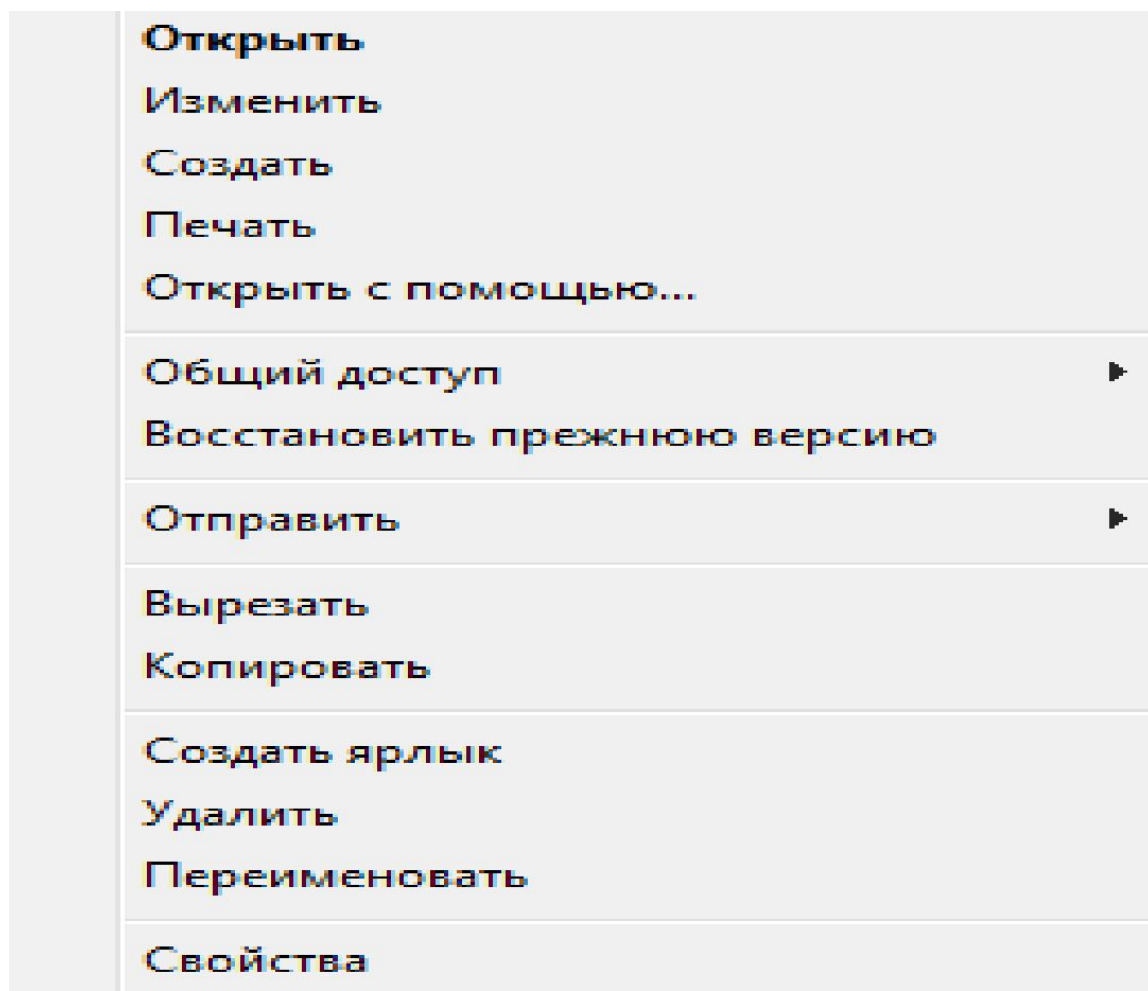 Открыть
Изменить
Создать
Печать
Открыть с помощью...
Общий доступ
Восстановить прежнюю версию
Отправить
Вырезать
Копировать
Создать ярлык
Удалить
Переименовать
Свойства